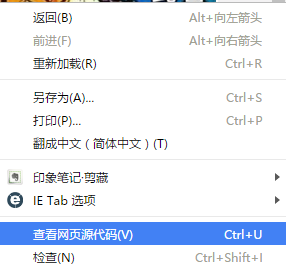 返回(B) Alt+向左箭头
前进(F) Alt+向右箭头
重新加载(R) Ctrl+R
另存为(A)... Ctrl+S
打印(P)... Ctrl+P
翻成中文（简体中文）(T)
印象笔记·剪藏
IE Tab 选项
查看网页源代码(V) Ctrl+U
检查(N) Ctrl+Shift+I